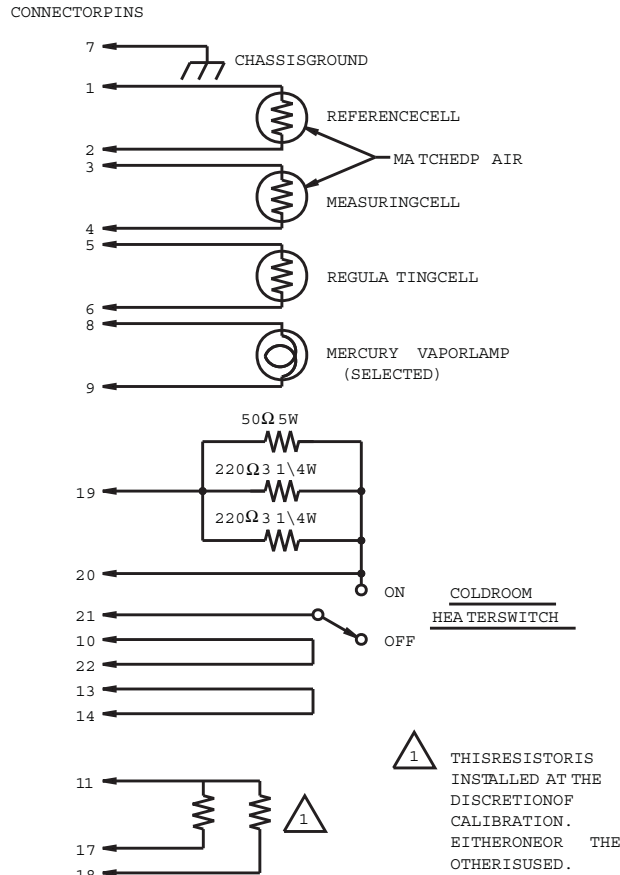 CONNECTORPINS
7
CHASSISGROUND
1
REFERENCECELL
2
MA TCHEDP AIR
3
MEASURINGCELL
4
5
REGULA TINGCELL
6
8
MERCURY VAPORLAMP
(SELECTED)
9
50Ω 5W
220Ω3 1\4W
19
220Ω3 1\4W
20
ON
COLDROOM
21
HEA TERSWITCH
10
OFF
22
13
14
1
THISRESISTORIS
INSTALLED AT THE
DISCRETIONOF
CALIBRATION.
EITHERONEOR THE
OTHERISUSED.
11
1
17
18